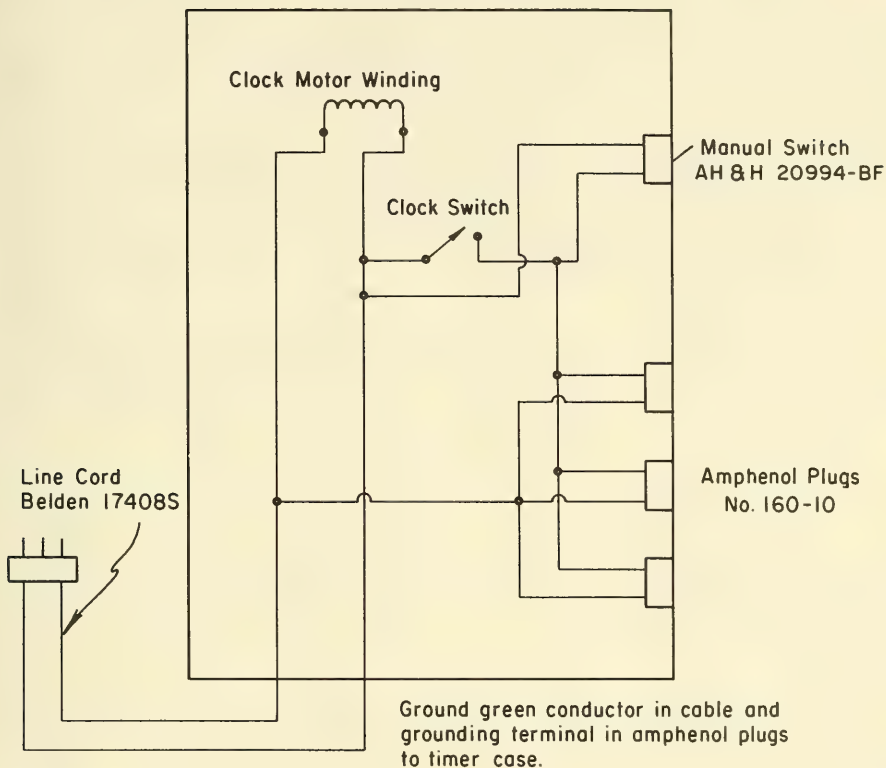 Clock Motor Winding
Manual Switch
AH&H 20994-BF
Clock Switch
Line Cord
Belden 17408S
Amphenol Plugs
No. 160-10
Ground green conductor in cable and
grounding terminal in amphenol plugs
to timer case.